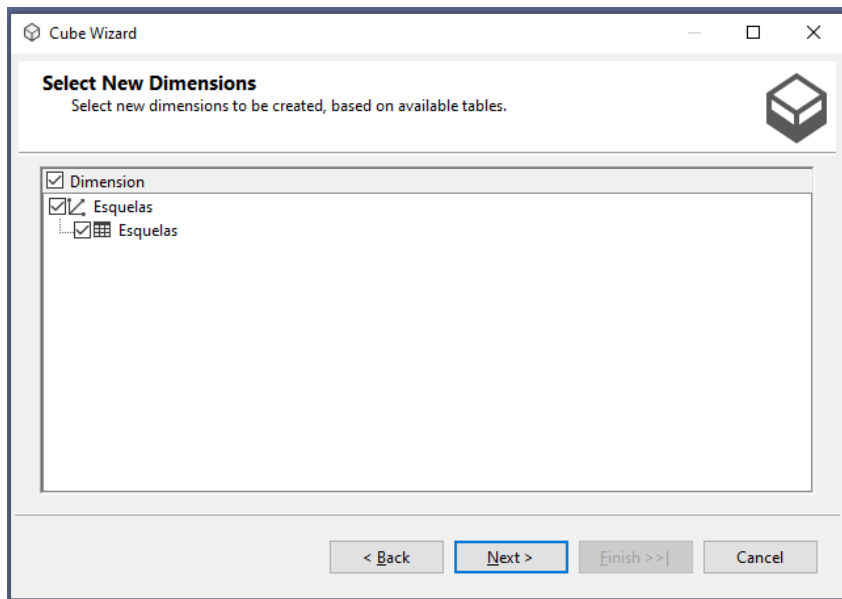 Cube Wizard
Select New Dimensions
Select new dimensions to be created, based on available tables.
Dimension
Esquelas
Esquelas
< Back
Next >
Finish >>|
Cancel